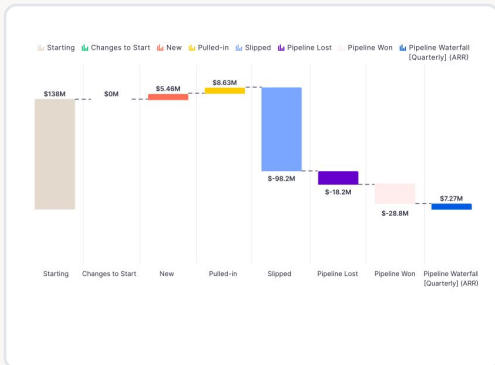 Starting Changes to Start New Pulled-in Slipped Pipeline Lost Pipeline Won Pipeline Waterfall
[Quarterly] (ARR)
$138M $0M $5.46M $8.63M
$-98.2M $-18.2M $-28.8M $7.27M
Starting Changes to Start New Pulled-in Slipped Pipeline Lost Pipeline Won Pipeline Waterfall
[Quarterly] (ARR)